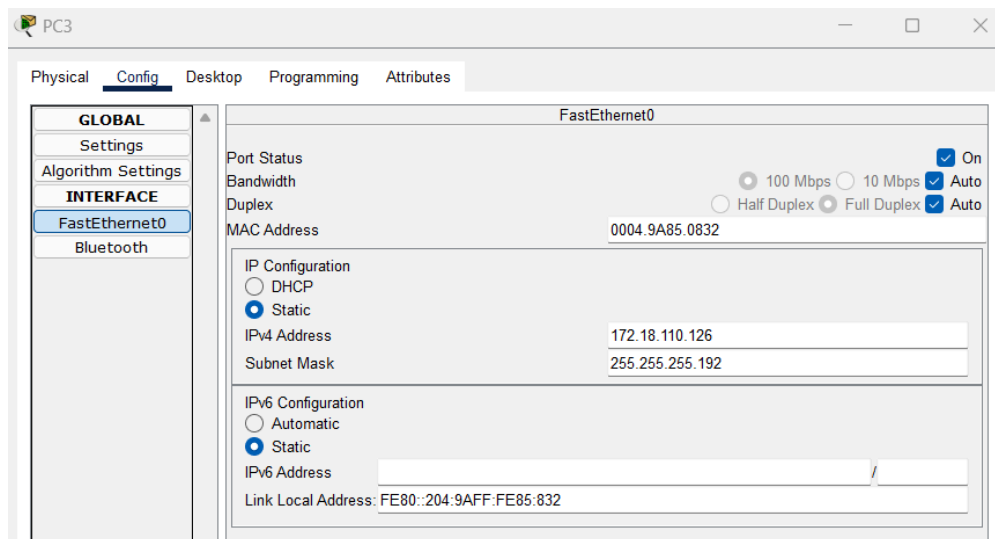 PC3
Physical Config Desktop Programming Attributes
GLOBAL
Settings
Algorithm Settings
INTERFACE
FastEthernet0
Bluetooth
FastEthernet0
Port Status On
Bandwidth 100 Mbps 10 Mbps Auto
Duplex Half Duplex Full Duplex Auto
MAC Address 0004.9A85.0832
IP Configuration
DHCP
Static
IPv4 Address 172.18.110.126
Subnet Mask 255.255.255.192
IPv6 Configuration
Automatic
Static
IPv6 Address /
Link Local Address: FE80::204:9AFF:FE85:832